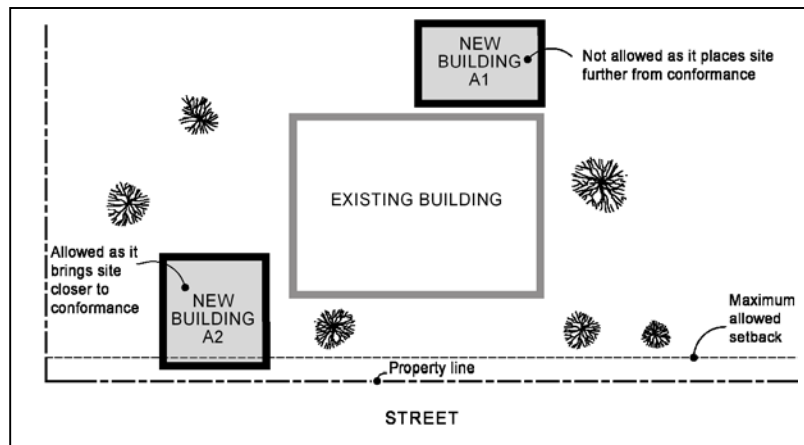 NEW
BUILDING
A1
Not allowed as it places site
further from conformance
EXISTING BUILDING
Allowed as it
brings site
closer to
conformance
NEW
BUILDING
A2
Maximum
allowed
setback
Property line
STREET